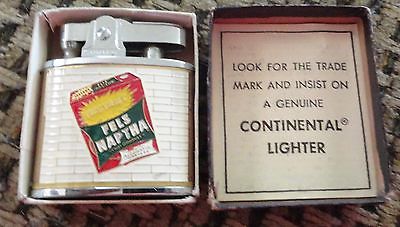 FELS
NAPTHA
LOOK FOR THE TRADE
MARK AND INSIST ON
A GENUINE
CONTINENTAL®
LIGHTER